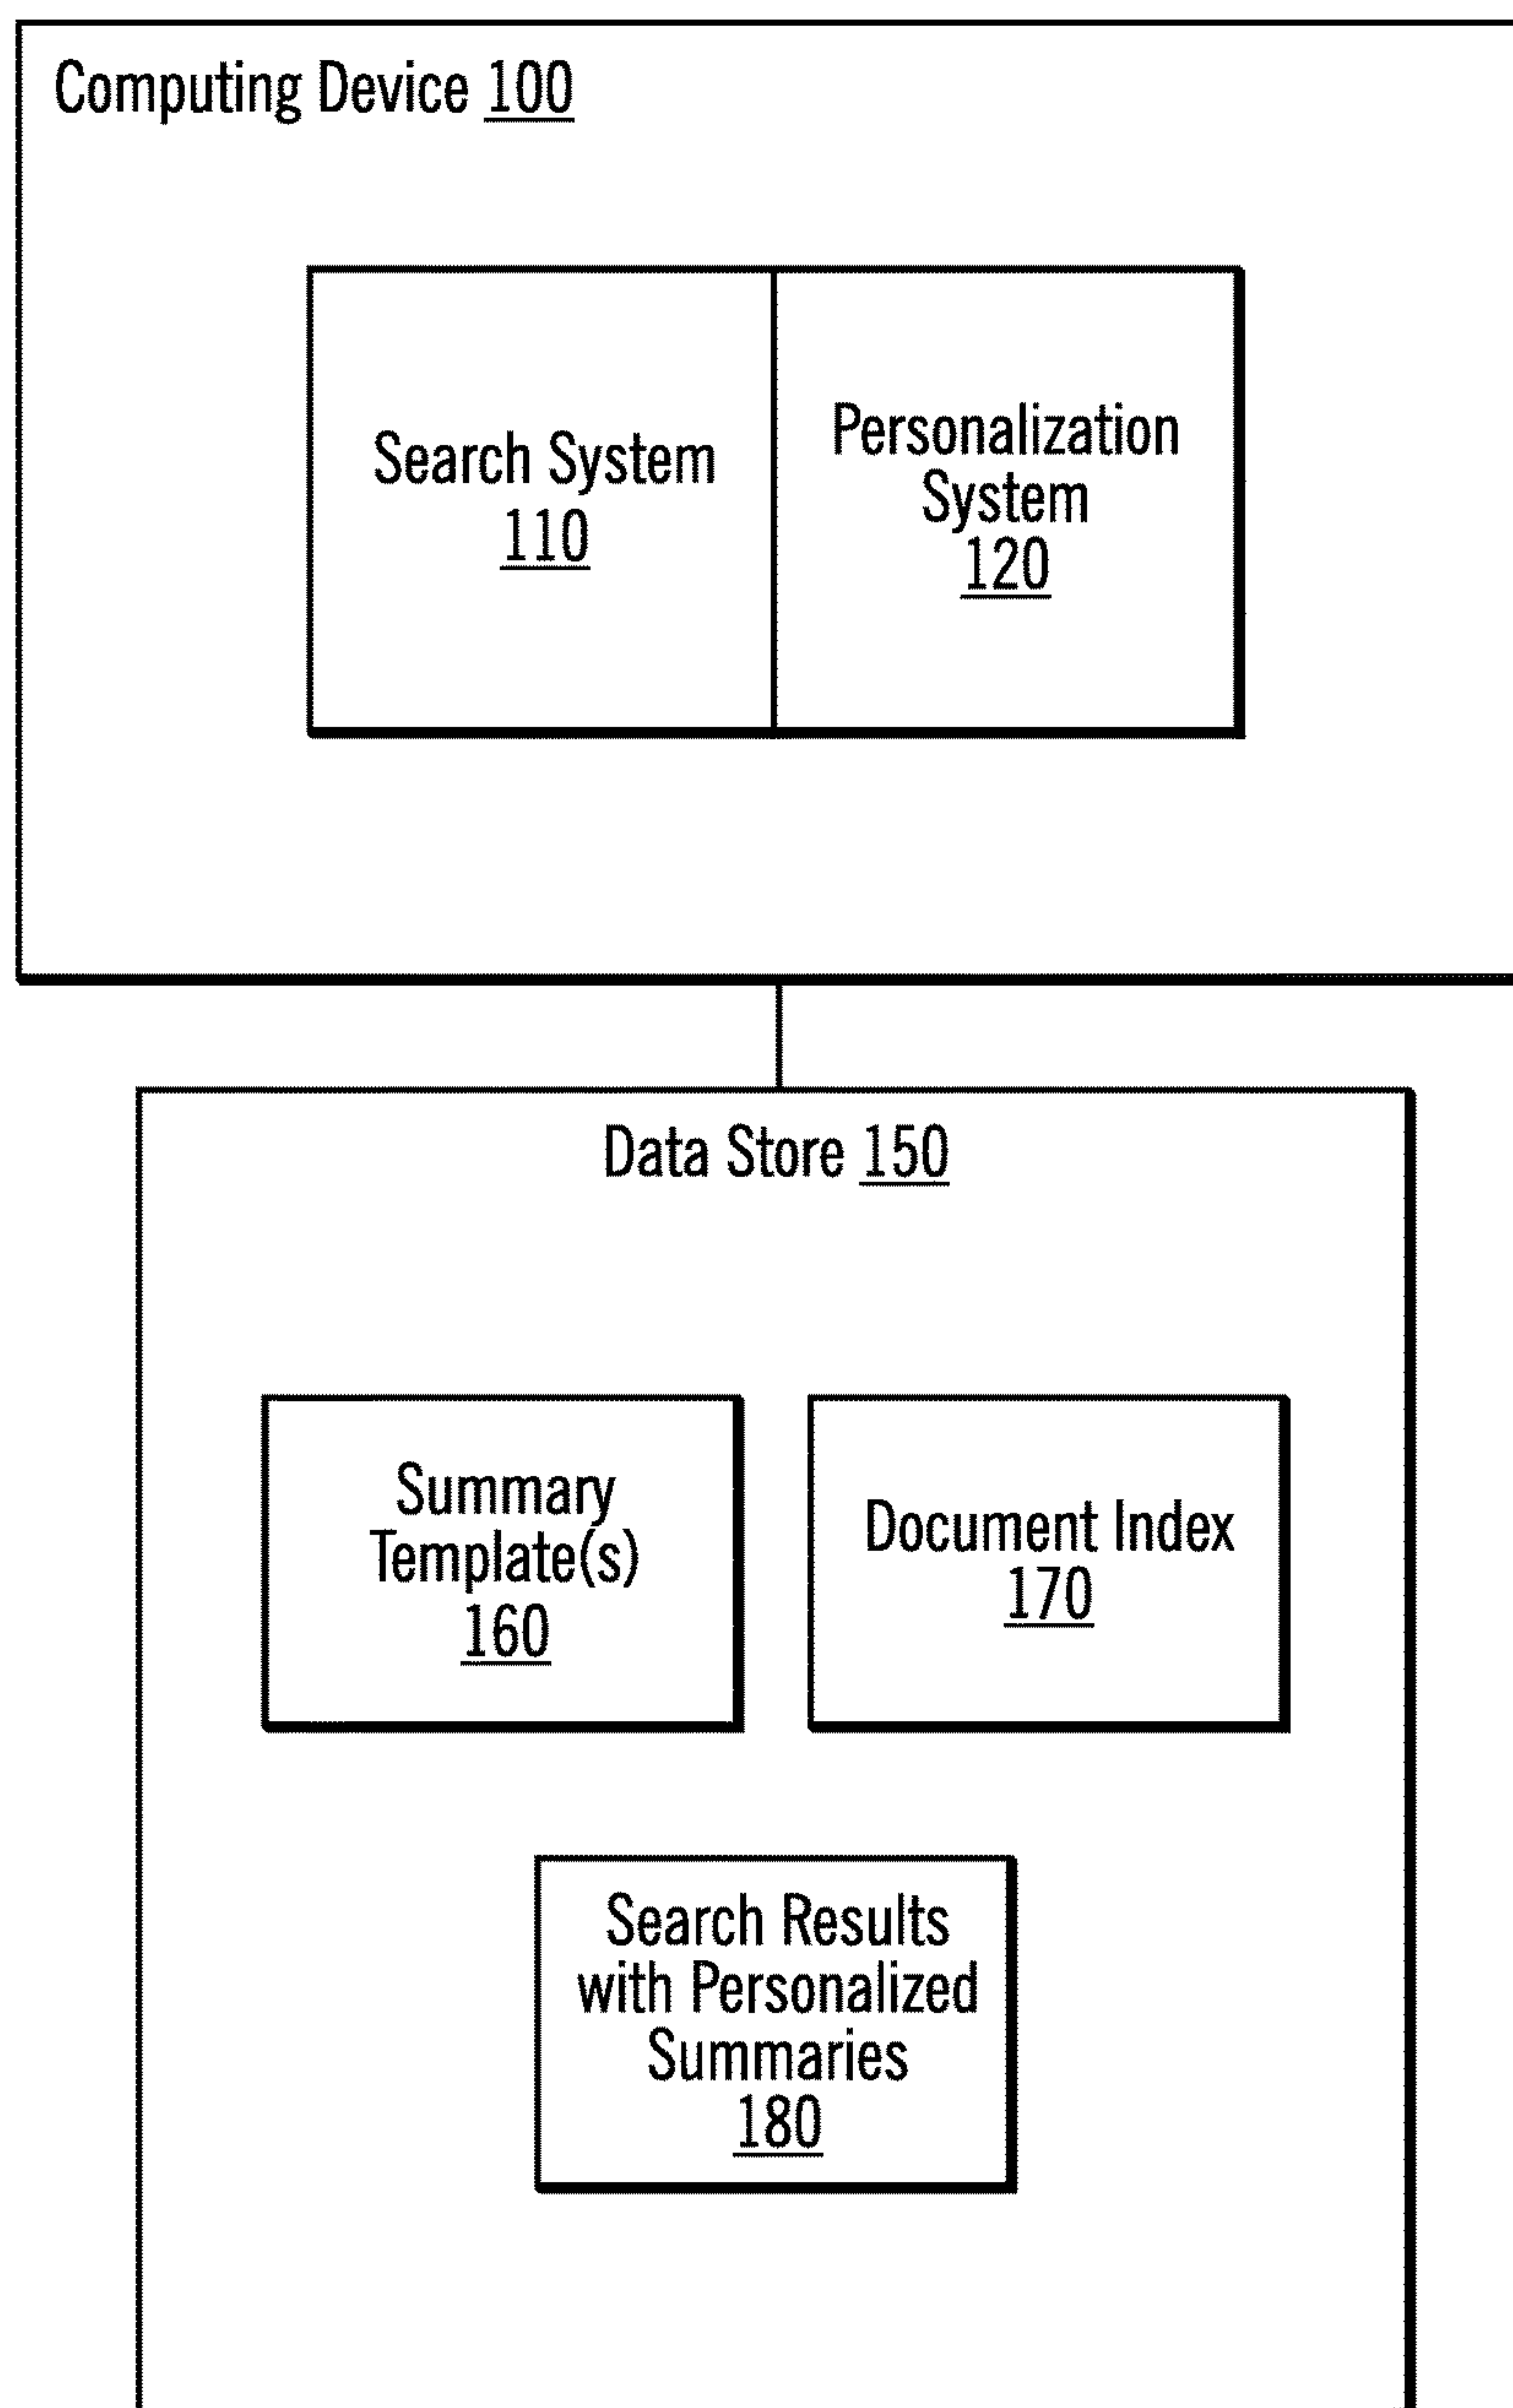 Computing Device 100
Search System
110
Personalization
System
120
Data Store 150
Summary
Template(s)
160
Document Index
170
Search Results
with Personalized
Summaries
180